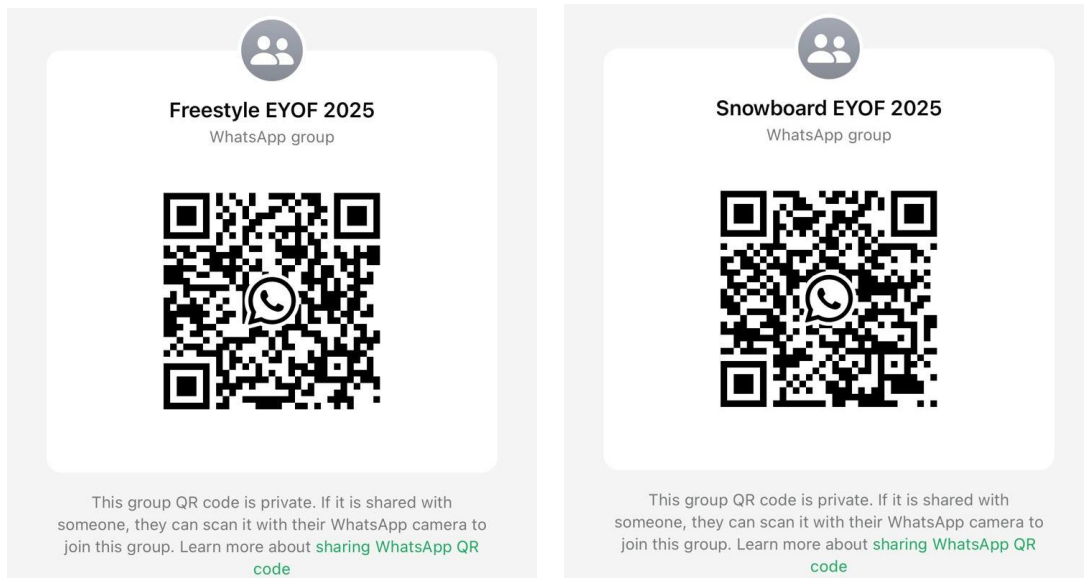 Freestyle EYOF 2025
WhatsApp group
This group QR code is private. If it is shared with
someone, they can scan it with their WhatsApp camera to
join this group. Learn more about sharing WhatsApp QR
code
Snowboard EYOF 2025
WhatsApp group
This group QR code is private. If it is shared with
someone, they can scan it with their WhatsApp camera to
join this group. Learn more about sharing WhatsApp QR
code